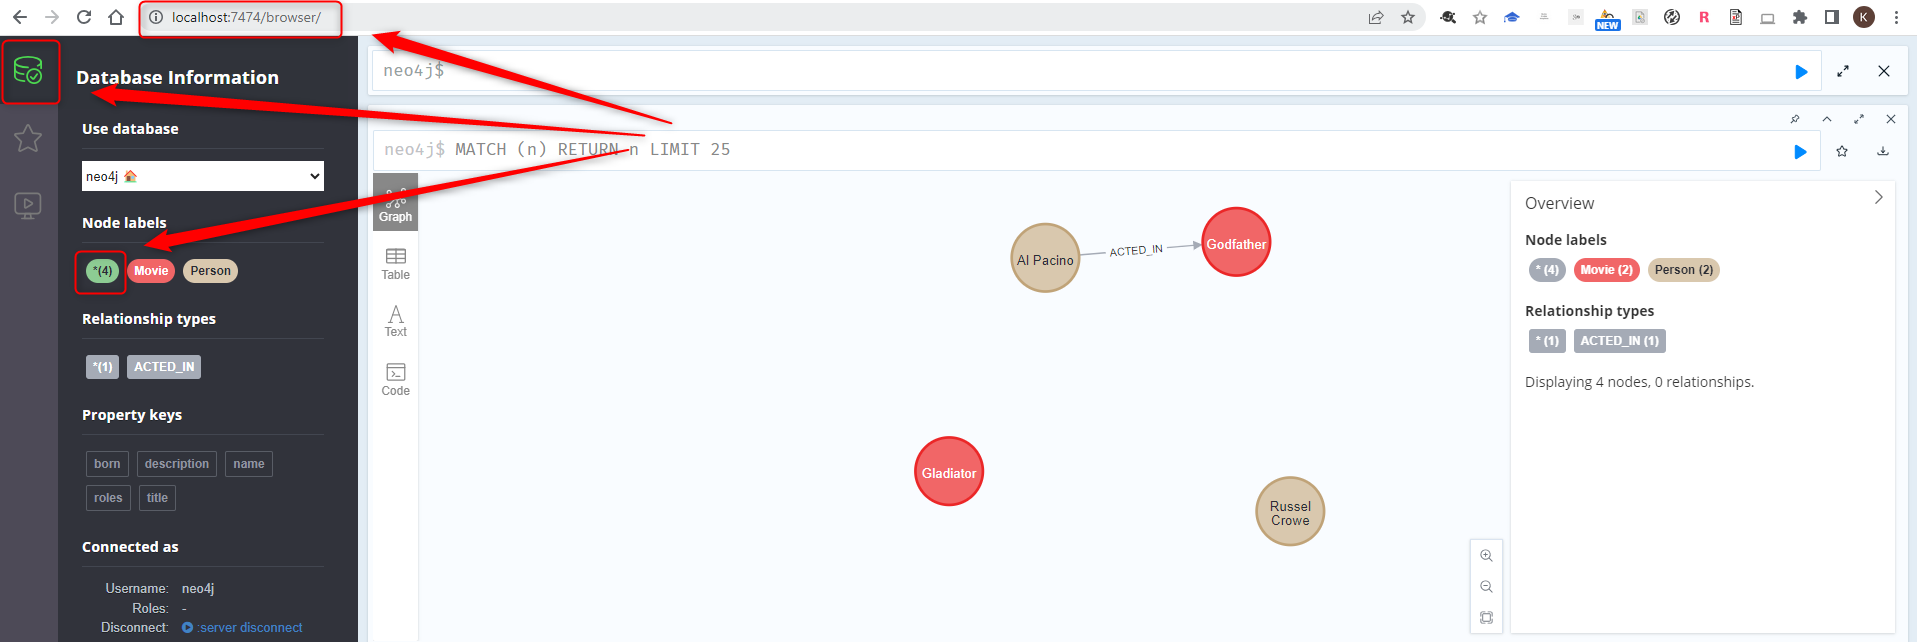 localhost:7474/browser/
NEW
R
K
Database Information
Use database
neo4j
Node labels
*(4) Movie Person
Relationship types
*(1) ACTED_IN
Property keys
born description name
roles title
Connected as
Username: neo4j
Roles: -
Disconnect: :server disconnect
neo4j$
neo4j$ MATCH (n) RETURN n LIMIT 25
Graph
Table
A
Text
Code
Al Pacino
ACTED_IN
Godfather
Gladiator
Russel
Crowe
Overview
Node labels
* (4) Movie (2) Person (2)
Relationship types
* (1) ACTED_IN (1)
Displaying 4 nodes, 0 relationships.